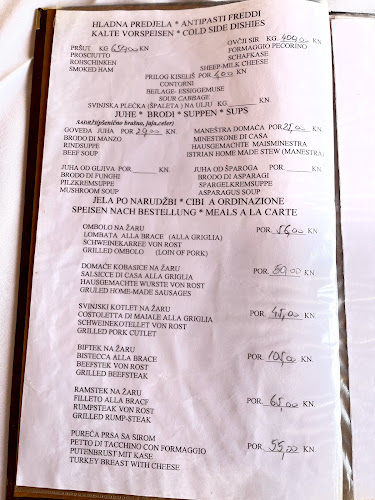 HLADNA PREDJELA * ANTIPASTI FREDDI
KALTE VORSPEISEN * COLD SIDE DISHIES
PRŠUT KG. KN
PROSCIUTTO
ROHSCHINKEN
SMOKED HAM
OVČJI SIR KG. 400,00 KN.
FORMAGGIO PECORINO
SCHAFKASE
SHEEP-MILK CHEESE
PRILOG KISELIŠ POR. 4,00 KN.
CONTORNI
BEILAGE- ESSIGGEMUSE
SOUR CABBAGE
SVINJSKA PLEĆKA (ŠPALETA) NA ULJU KG. KN.
JUHE * BRODI * SUPPEN * SUPS
SADRŽI(pšenično brašno, jaja, celer)
GOVEĐA JUHA POR 20,00 KN.
BRODO DI MANZO
RINDSUPPE
BEEF SOUP
MANEŠTRA DOMAĆA POR 25,00 KN.
MINESTRONE DI CASA
HAUSGEMACHTE MAISMINESTRA
ISTRIAN HOME MADE STEW (MANESTRA
JUHA OD GLJIVA POR. KN.
BRODO DI FUNGHI
PILZKREMSUPPE
MUSHROOM SOUP
JUHA OD ŠPAROGA POR. KN.
BRODO DI ASPARAGI
SPARGELKREMSUPPE
ASPARAGUS SOUP
JELA PO NARUDŽBI * CIBI A ORDINAZIONE
SPEISEN NACH BESTELLUNG * MEALS A LA CARTE
OMBOLO NA ŽARU POR. 56,00 KN.
LOMBATA ALLA BRACE (ALLA GRIGLIA)
SCHWEINEKARREE VON ROST
GRILLED OMBOLO (LOIN OF PORK)
DOMAĆE KOBASICE NA ŽARU POR. 50,00 KN.
SALSICCE DI CASA ALLA GRIGLIA
HAUSGEMACHTE WURSTE VON ROST
GRULED HOME-MADE SAUSAGES
SVINJSKI KOTLET NA ŽARU POR. 45,00 KN.
COSTOLETTA DI MAIALE ALLA GRIGLIA
SCHWEINEKOTELLET VON ROST
GRILLED PORK CUTLET
BIFTEK NA ŽARU POR. 105,00 KN.
BISTECCA ALLA BRACE
BEEFSTEK VON ROST
GRILLED BEEFSTEAK
RAMSTEK NA ŽARU POR. 65,00 KN.
FILLETO ALLA BRACE
RUMPSTEAK VON ROST
GRILLED RUMP-STEAK
PUREĆA PRSA SA SIROM POR. 55,00 KN.
PETTO DI TACCHINO CON FORMAGGIO
PUTENBRUST MIT KASE
TURKEY BREAST WITH CHEESE